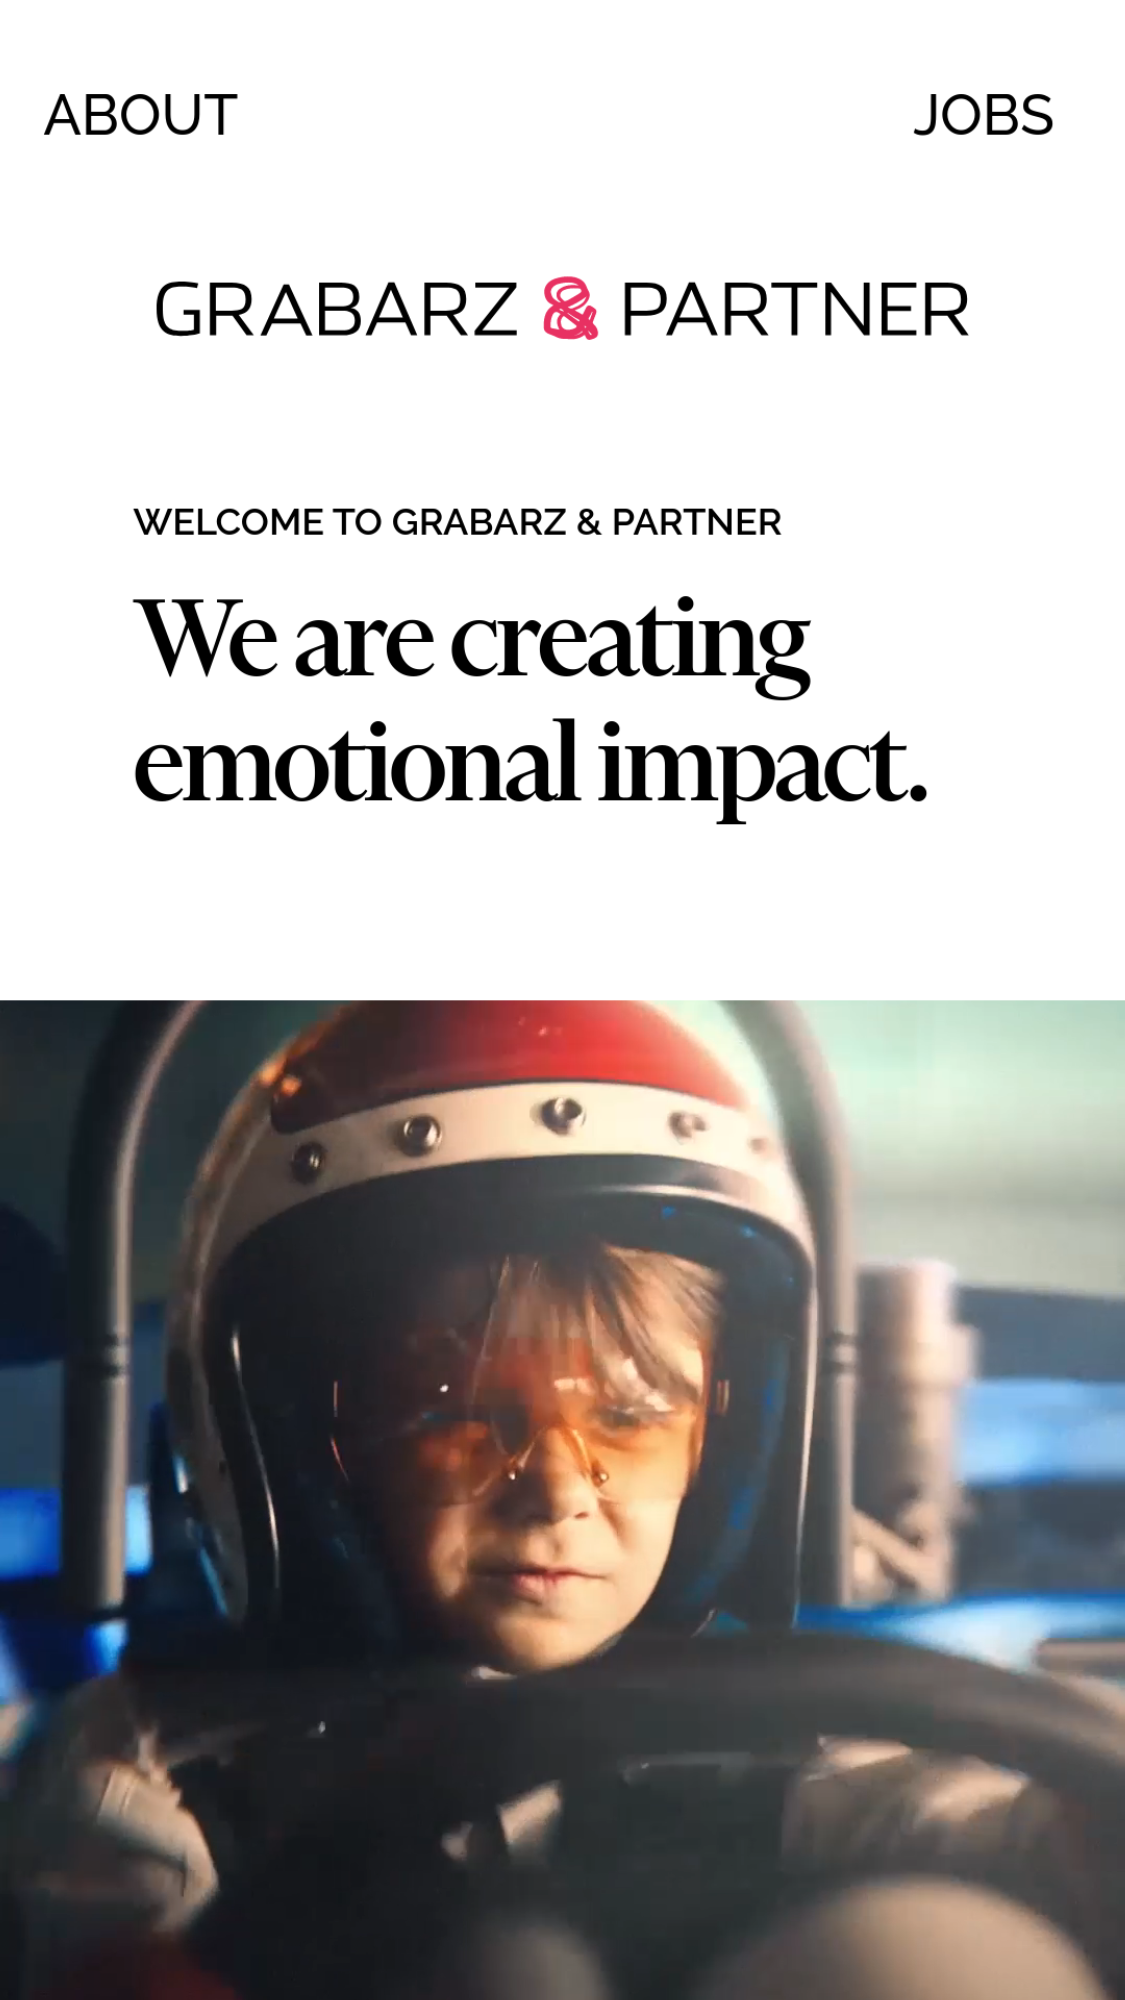 ABOUT
JOBS
GRABARZ & PARTNER
WELCOME TO GRABARZ & PARTNER
We are creating
emotional impact.